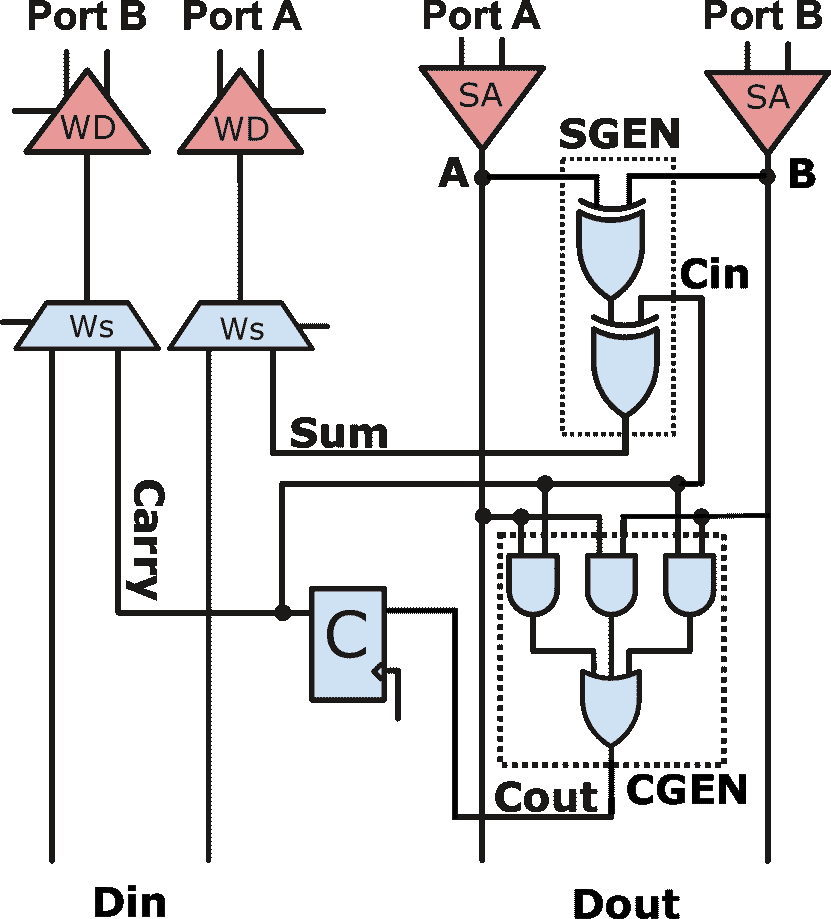 Port B Port A Port A Port B
WD WD SA SA
SGEN
A B
Cin
Ws Ws
Sum
Carry
C
Cout CGEN
Din Dout